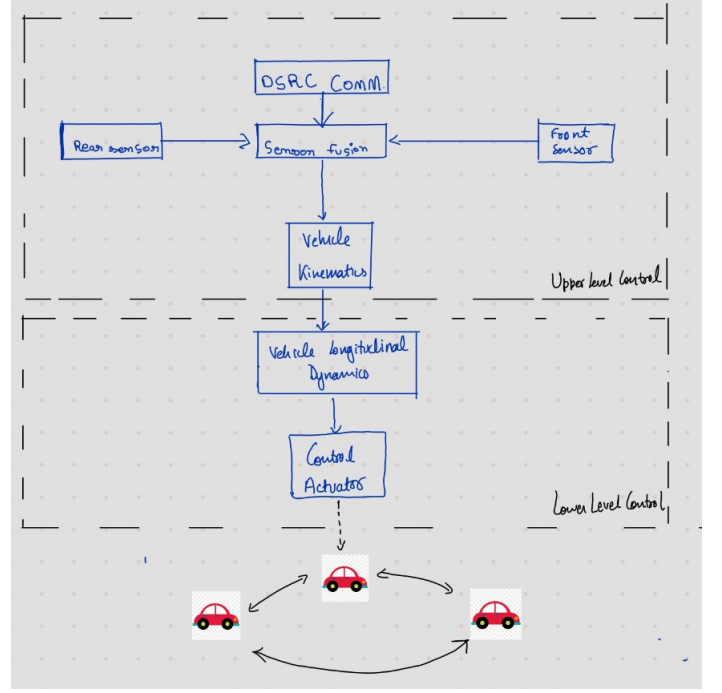 DSRC Comm.
Rear sensor
Sensoon fusion
Front
Sensor
Vehicle
Kinematics
Upper level Control
Vehicle Longitudinal
Dynamics
Control
Actuator
Lower Level Control